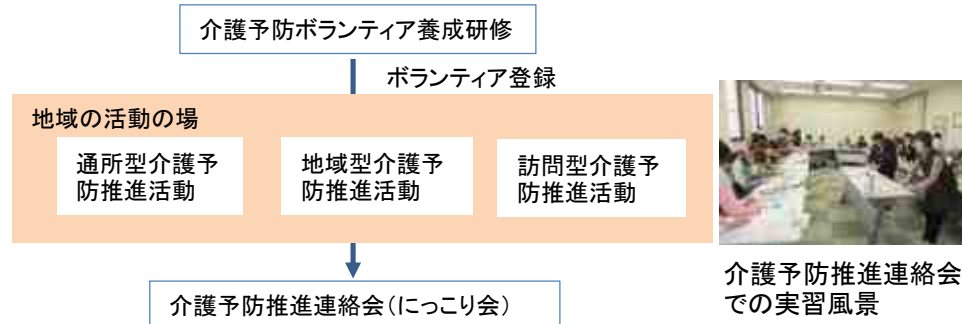 介護予防ボランティア養成研修
ボランティア登録
地域の活動の場
通所型介護予
防推進活動
地域型介護予
防推進活動
訪問型介護予
防推進活動
介護予防推進連絡会(にっこり会)
介護予防推進連絡会
での実習風景